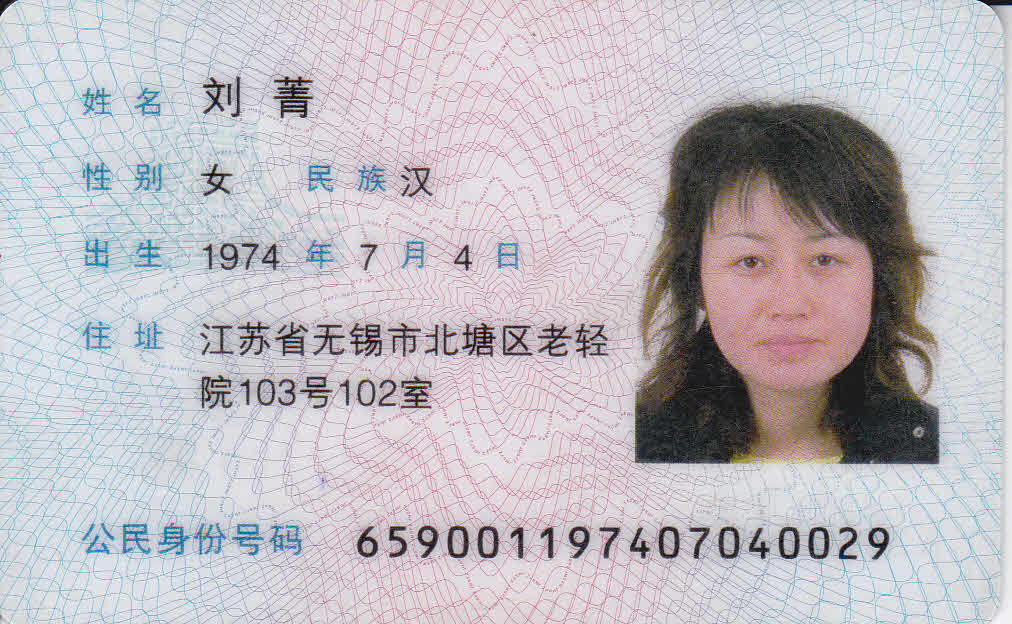 姓名 刘菁
性别 女 民族 汉
出生 1974 年 7 月 4 日
住址 江苏省无锡市北塘区老轻
院103号102室
公民身份号码 659001197407040029